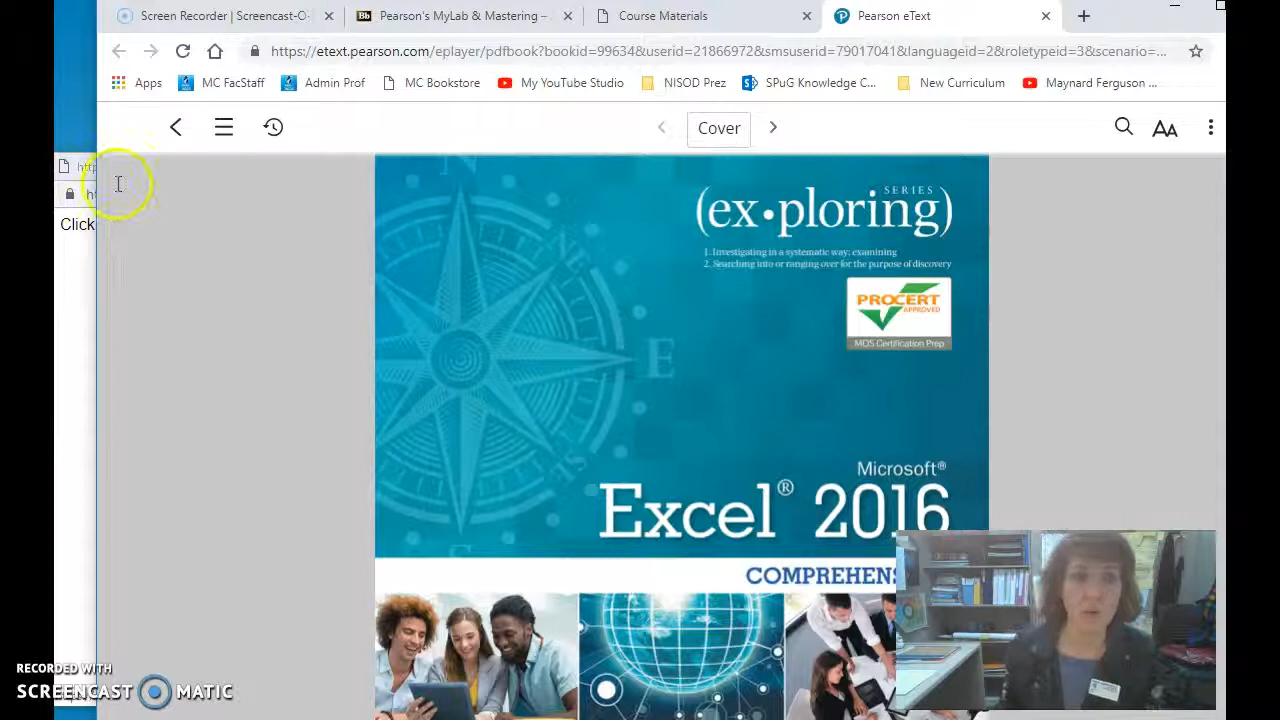 Screen Recorder | Screencast-O
Pearson's MyLab & Mastering –
Course Materials
Pearson eText
https://etext.pearson.com/eplayer/pdfbook?bookid=99634&userid=21866972&smsuserid=79017041&languageid=2&roletypeid=3&scenario=...
Apps
MC FacStaff
Admin Prof
MC Bookstore
My YouTube Studio
NISOD Prez
SPuG Knowledge C...
New Curriculum
Maynard Ferguson ...
Cover
http
Click
SERIES
(ex•ploring)
1. Investigating in a systematic way: examining
2. Searching into or ranging over for the purpose of discovery
PROCERT
APPROVED
MOS Certification Prep
N
E
Microsoft®
Excel® 2016
COMPREHENS
RECORDED WITH
SCREENCAST MATIC